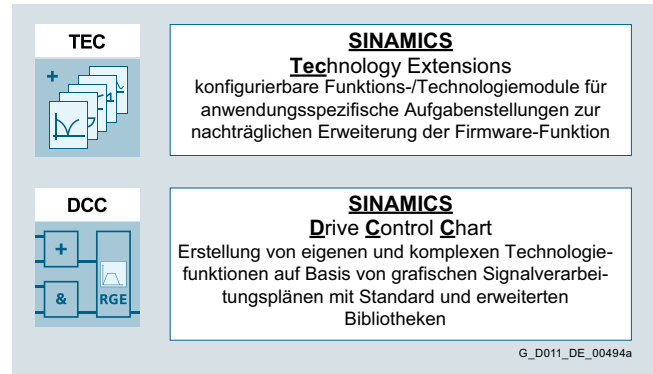 TEC
SINAMICS
Technology Extensions
konfigurierbare Funktions-/Technologiemodule für
anwendungsspezifische Aufgabenstellungen zur
nachträglichen Erweiterung der Firmware-Funktion
+
DCC
SINAMICS
Drive Control Chart
Erstellung von eigenen und komplexen Technologie-
funktionen auf Basis von grafischen Signalverarbei-
tungsplänen mit Standard und erweiterten
Bibliotheken
+
&
RGE
G_D011_DE_00494a